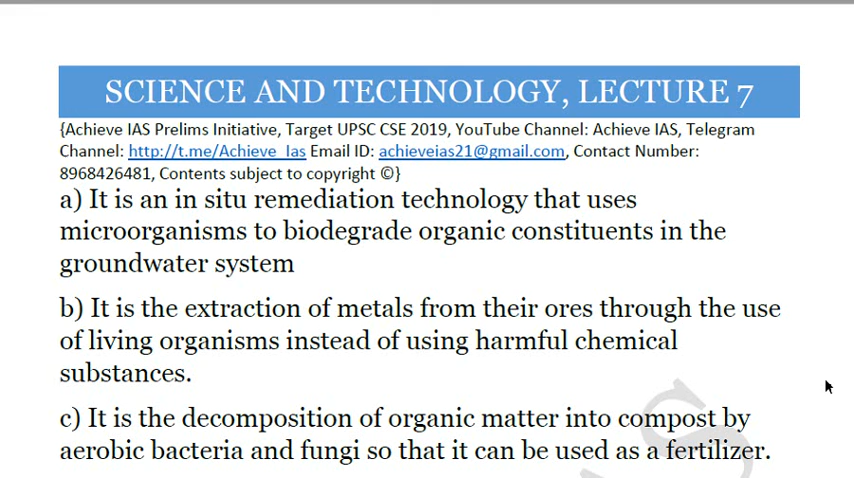 SCIENCE AND TECHNOLOGY, LECTURE 7
{Achieve IAS Prelims Initiative, Target UPSC CSE 2019, YouTube Channel: Achieve IAS, Telegram
Channel: http://t.me/Achieve_Ias Email ID: achieveias21@gmail.com, Contact Number:
8968426481, Contents subject to copyright ©}
a) It is an in situ remediation technology that uses
microorganisms to biodegrade organic constituents in the
groundwater system
b) It is the extraction of metals from their ores through the use
of living organisms instead of using harmful chemical
substances.
c) It is the decomposition of organic matter into compost by
aerobic bacteria and fungi so that it can be used as a fertilizer.